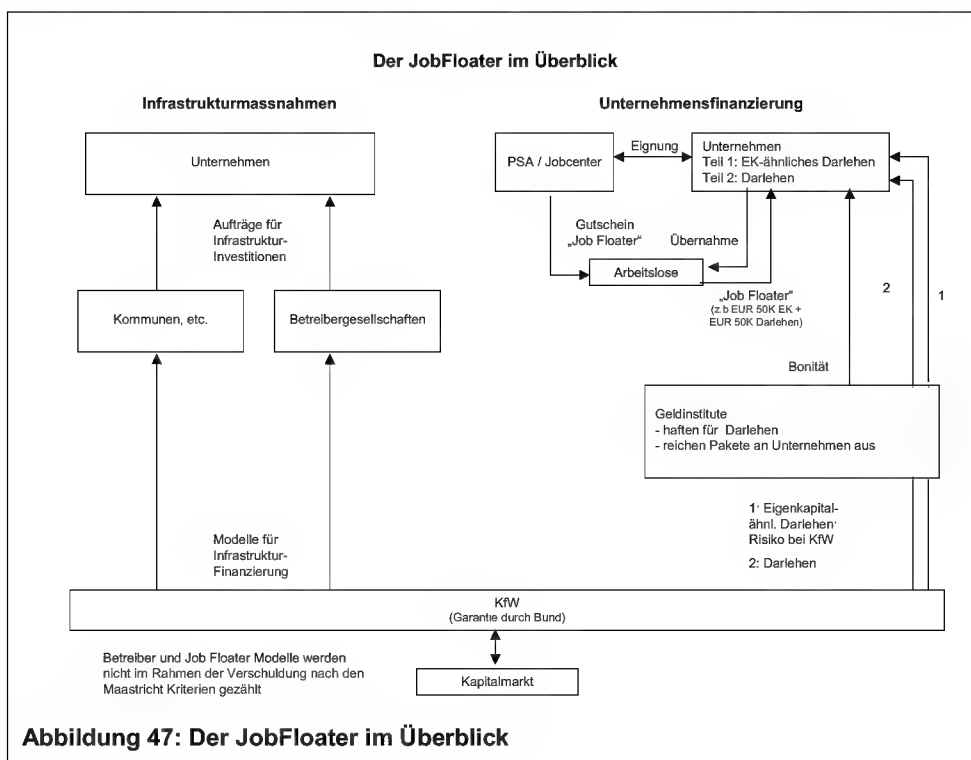 Der JobFloater im Überblick
Infrastrukturmassnahmen
Unternehmen
Aufträge für
Infrastruktur-
Investitionen
Kommunen, etc.
Betreibergesellschaften
Modelle für
Infrastruktur-
Finanzierung
Unternehmensfinanzierung
PSA / Jobcenter
Eignung
Unternehmen
Teil 1: EK-ähnliches Darlehen
Teil 2: Darlehen
Gutschein
„Job Floater“
Übernahme
Arbeitslose
„Job Floater“
(z.b EUR 50K EK +
EUR 50K Darlehen)
2
1
Bonität
Geldinstitute
- haften für Darlehen
- reichen Pakete an Unternehmen aus
1: Eigenkapital-
ähnl. Darlehen:
Risiko bei KfW
2: Darlehen
KfW
(Garantie durch Bund)
Betreiber und Job Floater Modelle werden
nicht im Rahmen der Verschuldung nach den
Maastricht Kriterien gezählt
Kapitalmarkt
Abbildung 47: Der JobFloater im Überblick